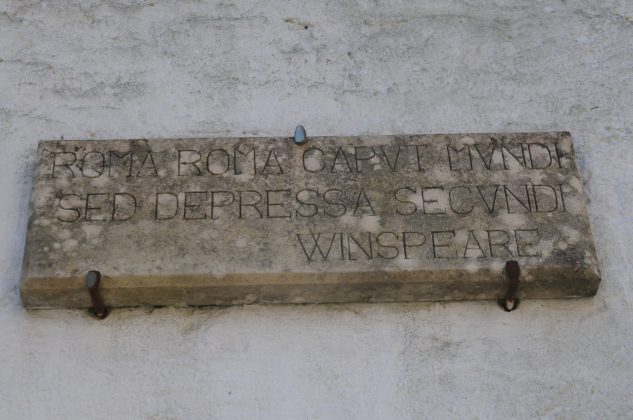 ROMA ROMA CAPVT MVNDI
SED DEPRESSA SECVNDI
WINSPEARE